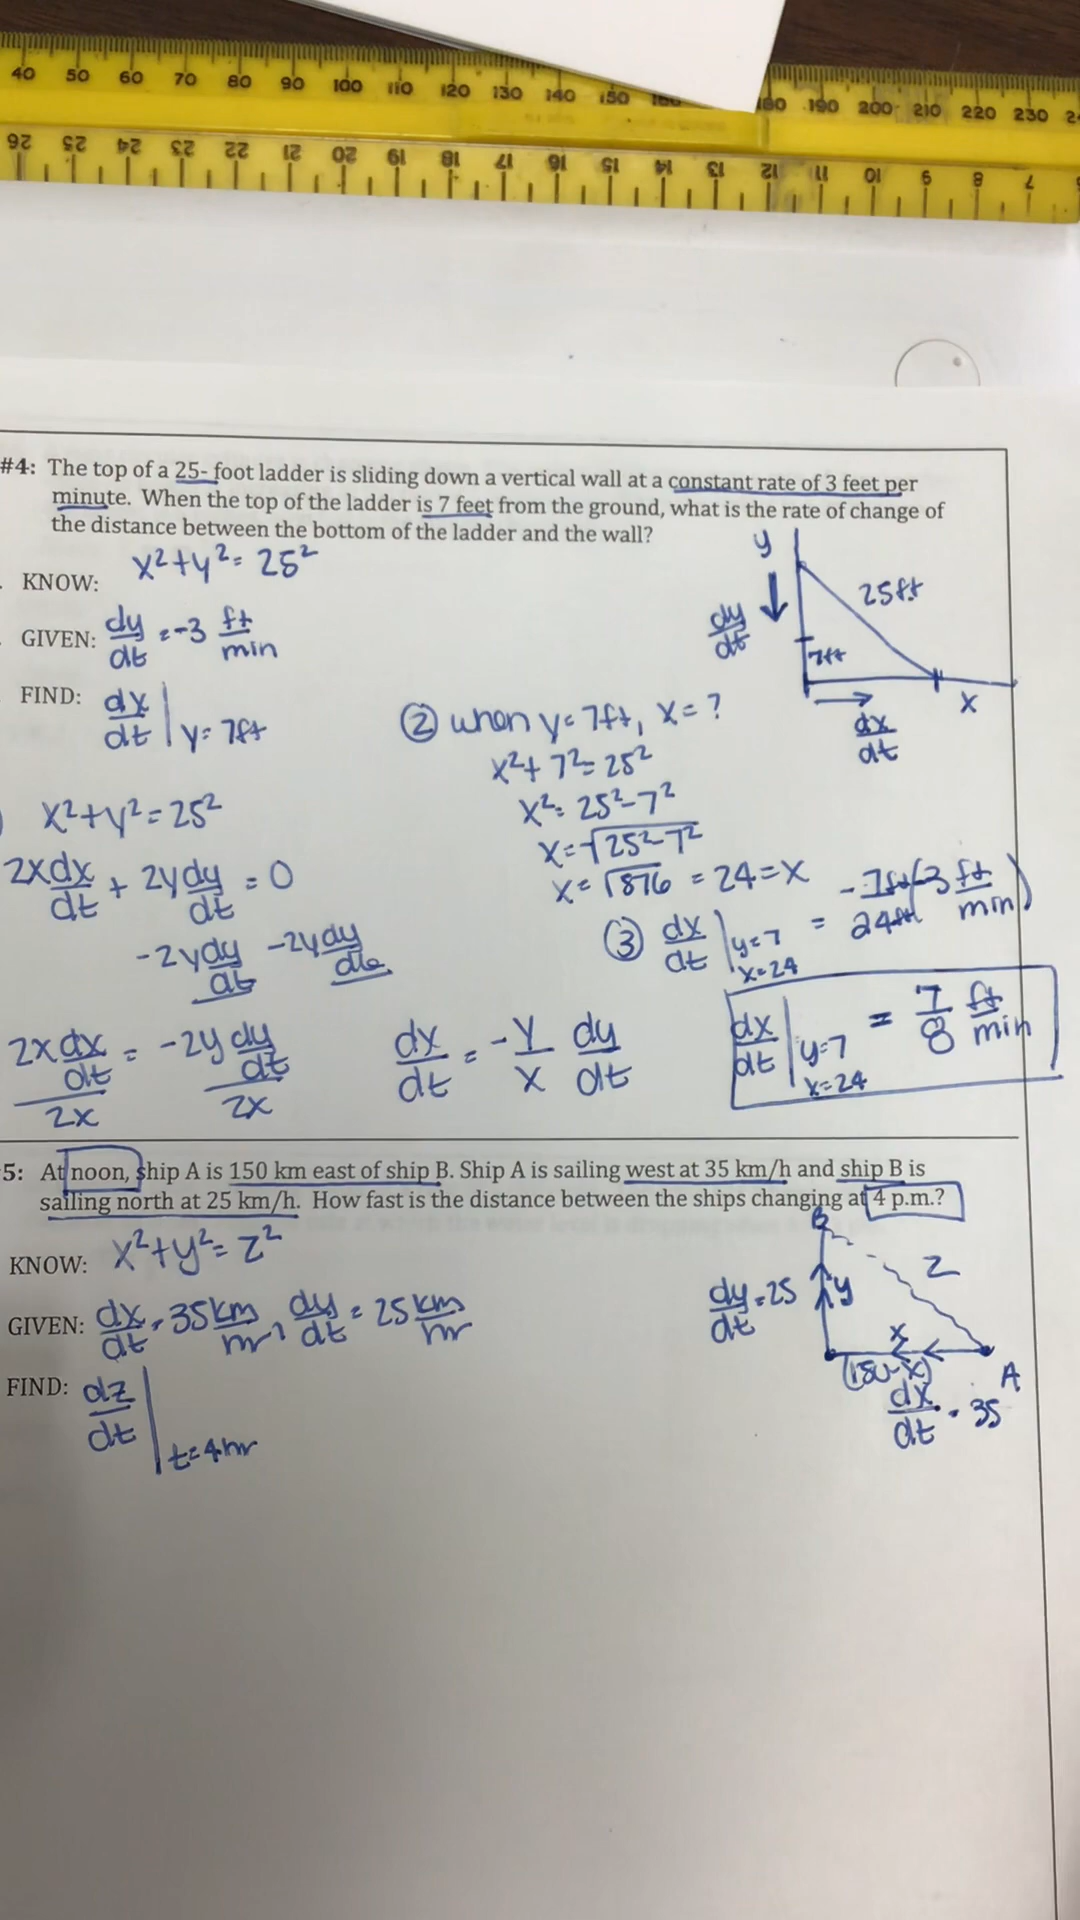 40 50 60 70 80 90 100 110 120 130 140 150 160 180 190 200 210 220 230
26 25 24 23 22 21 20 19 18 17 16 15 14 13 12 11 10 9 8 7
#4: The top of a 25- foot ladder is sliding down a vertical wall at a constant rate of 3 feet per
minute. When the top of the ladder is 7 feet from the ground, what is the rate of change of
the distance between the bottom of the ladder and the wall?
KNOW: x²+y²=25²
GIVEN: dy/dt = -3 ft/min
FIND: dx/dt | y=7ft
y
25ft
dy/dt
7ft
x
dx/dt
x²+y²=25²
2x dx/dt + 2y dy/dt = 0
-2y dy/dt -2y dy/dt
2x dx/dt / 2x = -2y dy/dt / 2x
dx/dt = -y/x dy/dt
② when y=7ft, x=?
x²+7²=25²
x²=25²-7²
x=√25²-7²
x=√576 = 24=x
③ dx/dt | y=7 x=24 = -7ft/24ft (-3 ft/min)
dx/dt | y=7 x=24 = 7/8 ft/min
5: At noon, ship A is 150 km east of ship B. Ship A is sailing west at 35 km/h and ship B is
sailing north at 25 km/h. How fast is the distance between the ships changing at 4 p.m.?
KNOW: x²+y²=z²
GIVEN: dx/dt = 35 km/hr, dy/dt = 25 km/hr
FIND: dz/dt | t=4hr
B
z
dy/dt = 25
y
x
(150-x)
A
dx/dt = 35